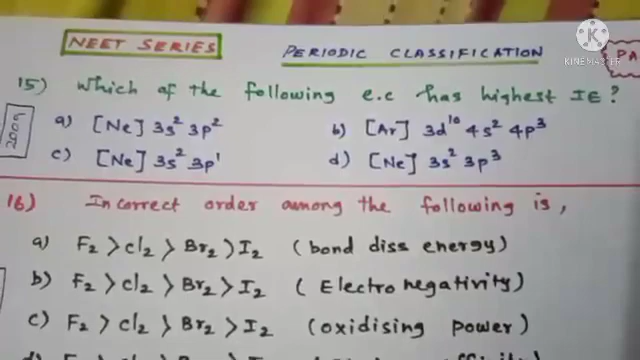 NEET SERIES
PERIODIC CLASSIFICATION
KINEMASTER
PA
15) Which of the following e.c has highest IE?
2009
a) [Ne] 3s² 3p²
b) [Ar] 3d¹⁰ 4s² 4p³
c) [Ne] 3s² 3p¹
d) [Ne] 3s² 3p³
16) Incorrect order among the following is,
a) F₂ > Cl₂ > Br₂ > I₂ (bond diss energy)
b) F₂ > Cl₂ > Br₂ > I₂ (Electro negativity)
c) F₂ > Cl₂ > Br₂ > I₂ (oxidising power)